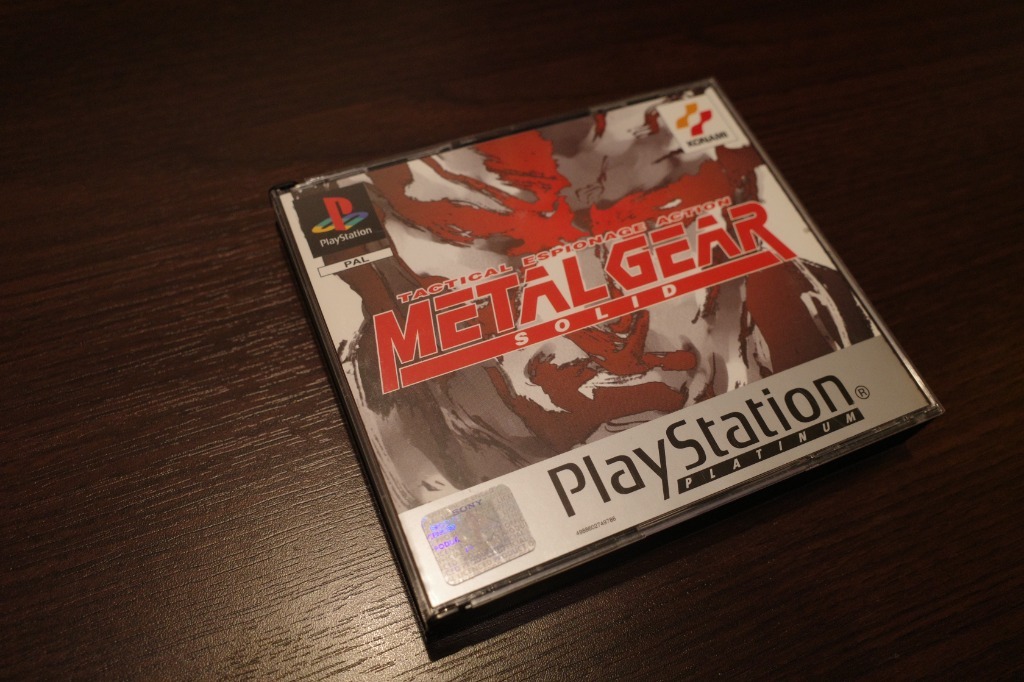 KONAMI
PlayStation
PAL
TACTICAL ESPIONAGE ACTION
METAL GEAR
SOLID
PlayStation®
PLATINUM
SONY